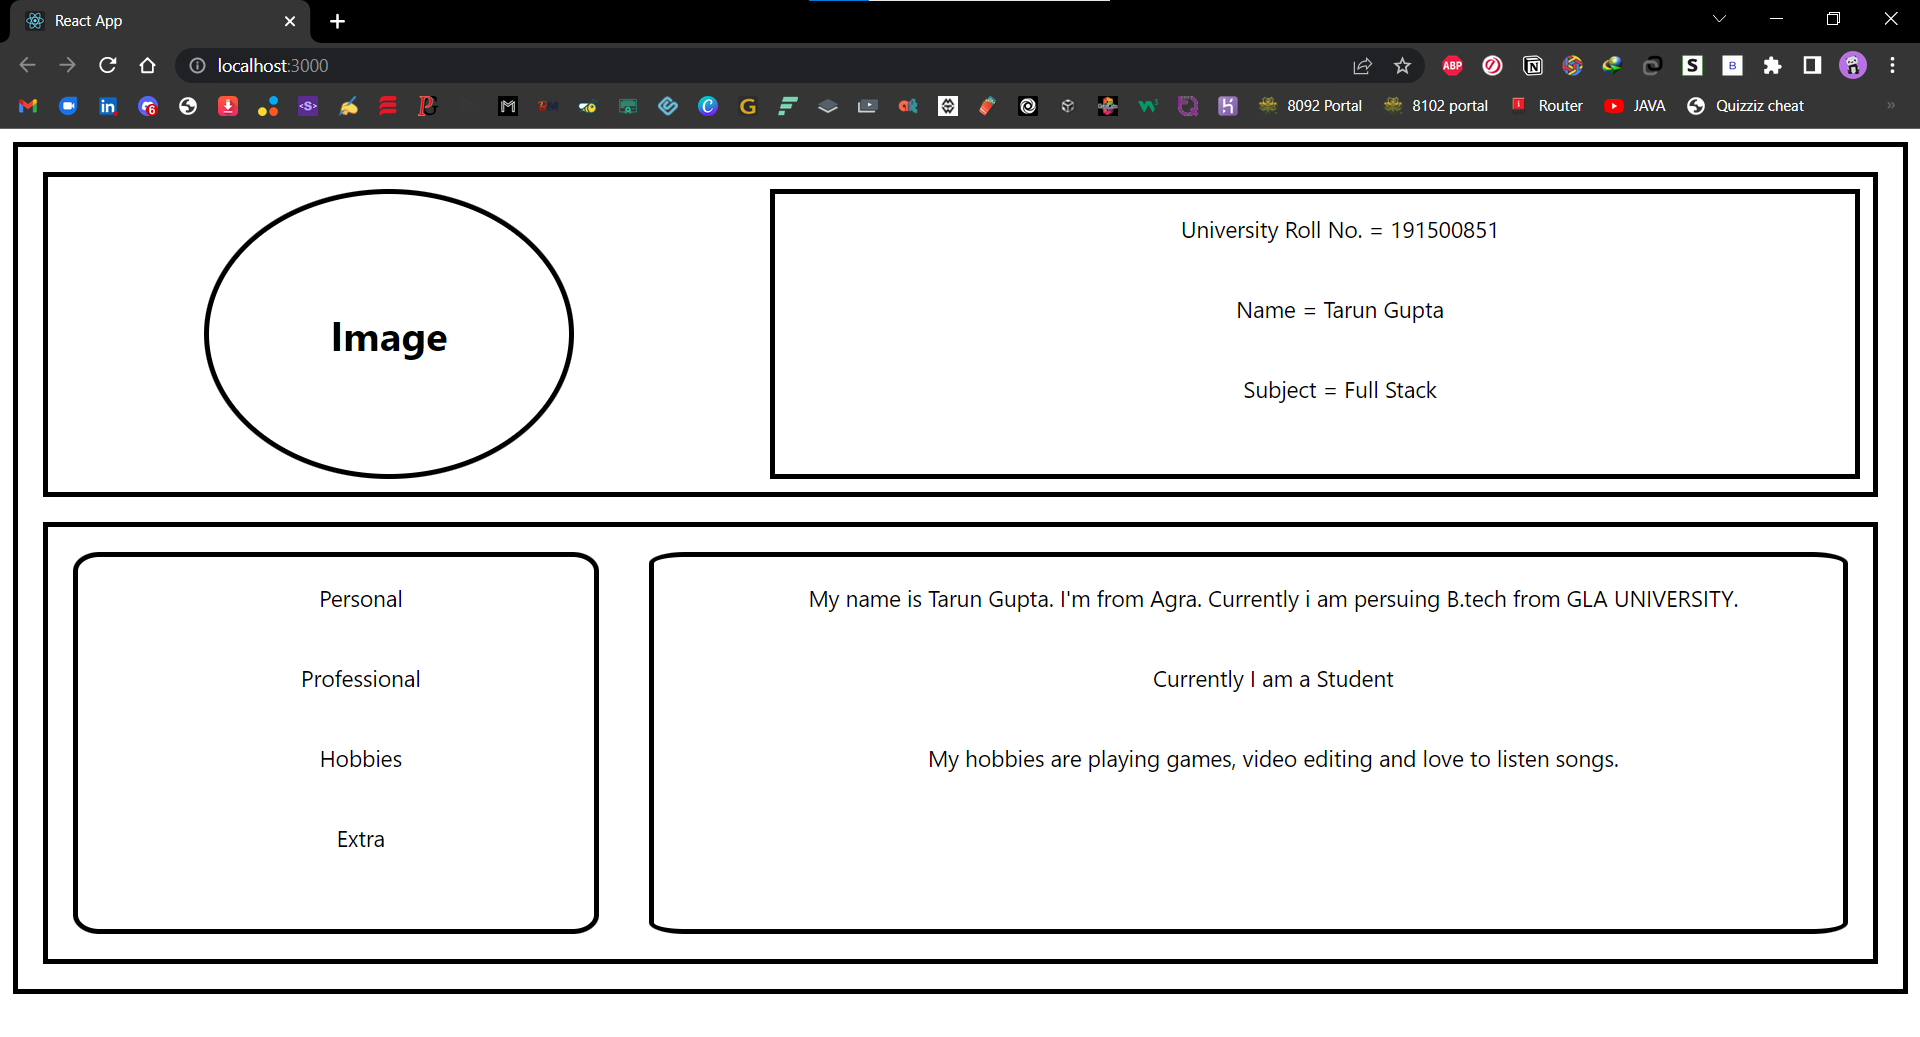 React App
localhost:3000
ABP
8092 Portal
8102 portal
Router
JAVA
Quizziz cheat
University Roll No. = 191500851
Name = Tarun Gupta
Subject = Full Stack
Image
Personal
Professional
Hobbies
Extra
My name is Tarun Gupta. I'm from Agra. Currently i am persuing B.tech from GLA UNIVERSITY.
Currently I am a Student
My hobbies are playing games, video editing and love to listen songs.